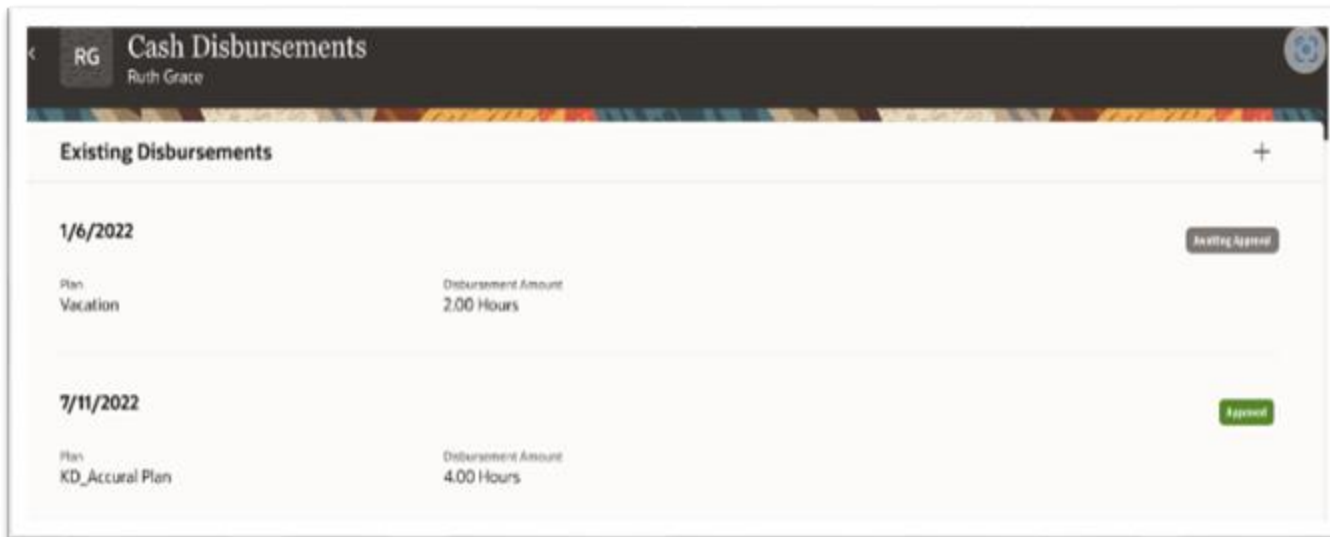 RG
Cash Disbursements
Ruth Grace
Existing Disbursements
+
1/6/2022
Awaiting Approval
Plan
Disbursement Amount
Vacation
2.00 Hours
7/11/2022
Approved
Plan
Disbursement Amount
KD_Accural Plan
4.00 Hours